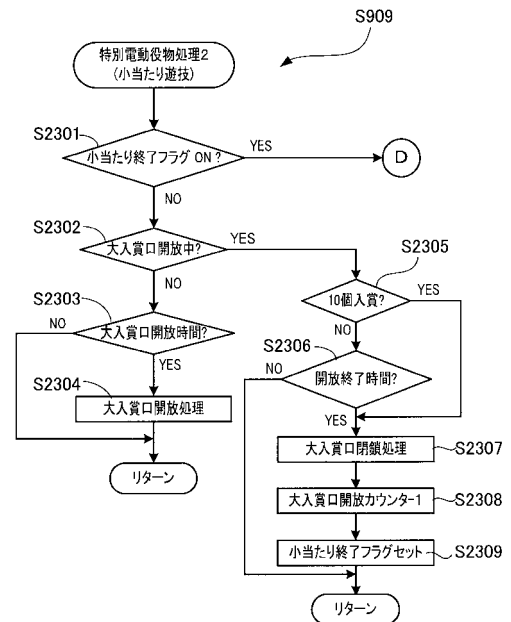 S909
特別電動役物処理2
(小当たり遊技)
S2301
小当たり終了フラグ ON?
YES
D
NO
S2302
大入賞口開放中?
YES
NO
S2303
NO
大入賞口開放時間?
YES
S2304
大入賞口開放処理
リターン
S2305
10個入賞?
YES
NO
S2306
NO
開放終了時間?
YES
大入賞口閉鎖処理
S2307
大入賞口開放カウンター-1
S2308
小当たり終了フラグセット
S2309
リターン